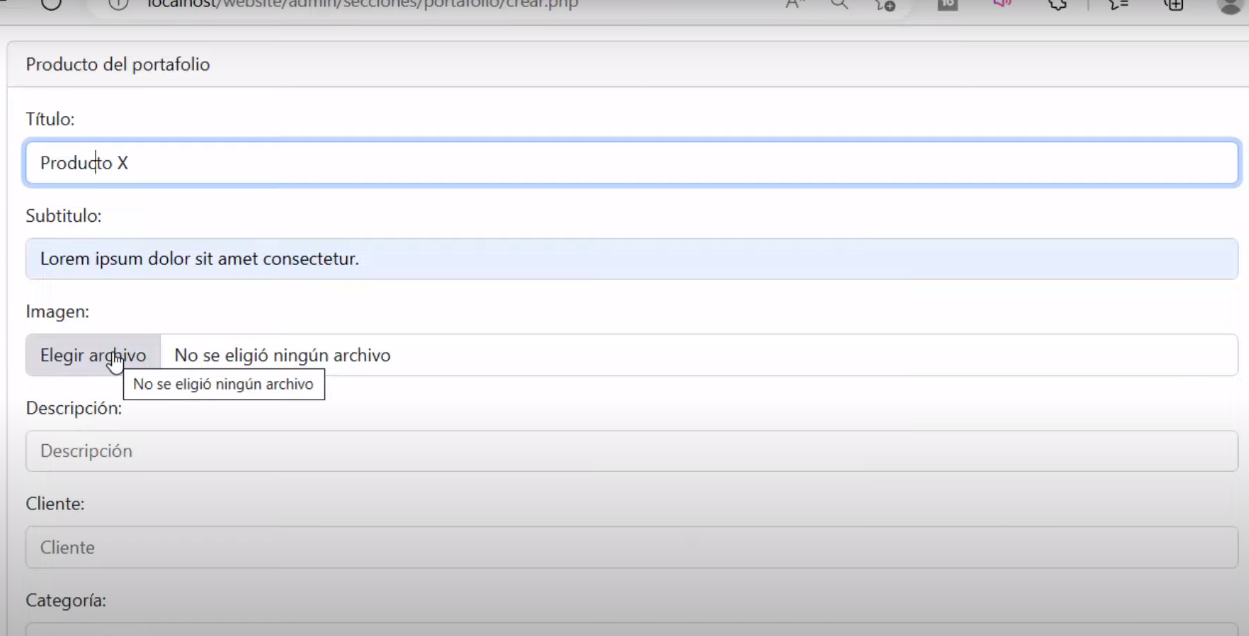 localhost/website/admin/secciones/portafolio/crear.php
Producto del portafolio
Título:
Producto X
Subtitulo:
Lorem ipsum dolor sit amet consectetur.
Imagen:
Elegir archivo No se eligió ningún archivo
No se eligió ningún archivo
Descripción:
Descripción
Cliente:
Cliente
Categoría: